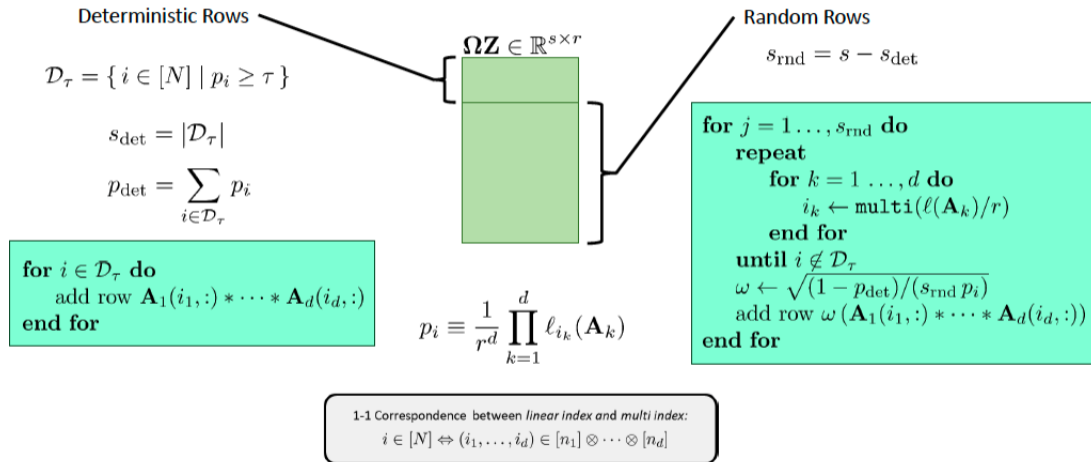 Deterministic Rows
𝒟_τ = { i ∈ [N] | p_i ≥ τ }
s_det = |𝒟_τ|
p_det = ∑_{i∈𝒟_τ} p_i
for i ∈ 𝒟_τ do
add row A_1(i_1, :) * ··· * A_d(i_d, :)
end for
ΩZ ∈ ℝ^{s×r}
p_i ≡ \frac{1}{r^d} ∏_{k=1}^{d} ℓ_{i_k}(A_k)
Random Rows
s_rnd = s − s_det
for j = 1 ..., s_rnd do
repeat
for k = 1 ..., d do
i_k ← multi(ℓ(A_k)/r)
end for
until i ∉ 𝒟_τ
ω ← √((1 − p_det)/(s_rnd p_i))
add row ω (A_1(i_1, :) * ··· * A_d(i_d, :))
end for
1-1 Correspondence between linear index and multi index:
i ∈ [N] ⇔ (i_1, ..., i_d) ∈ [n_1] ⊗ ··· ⊗ [n_d]